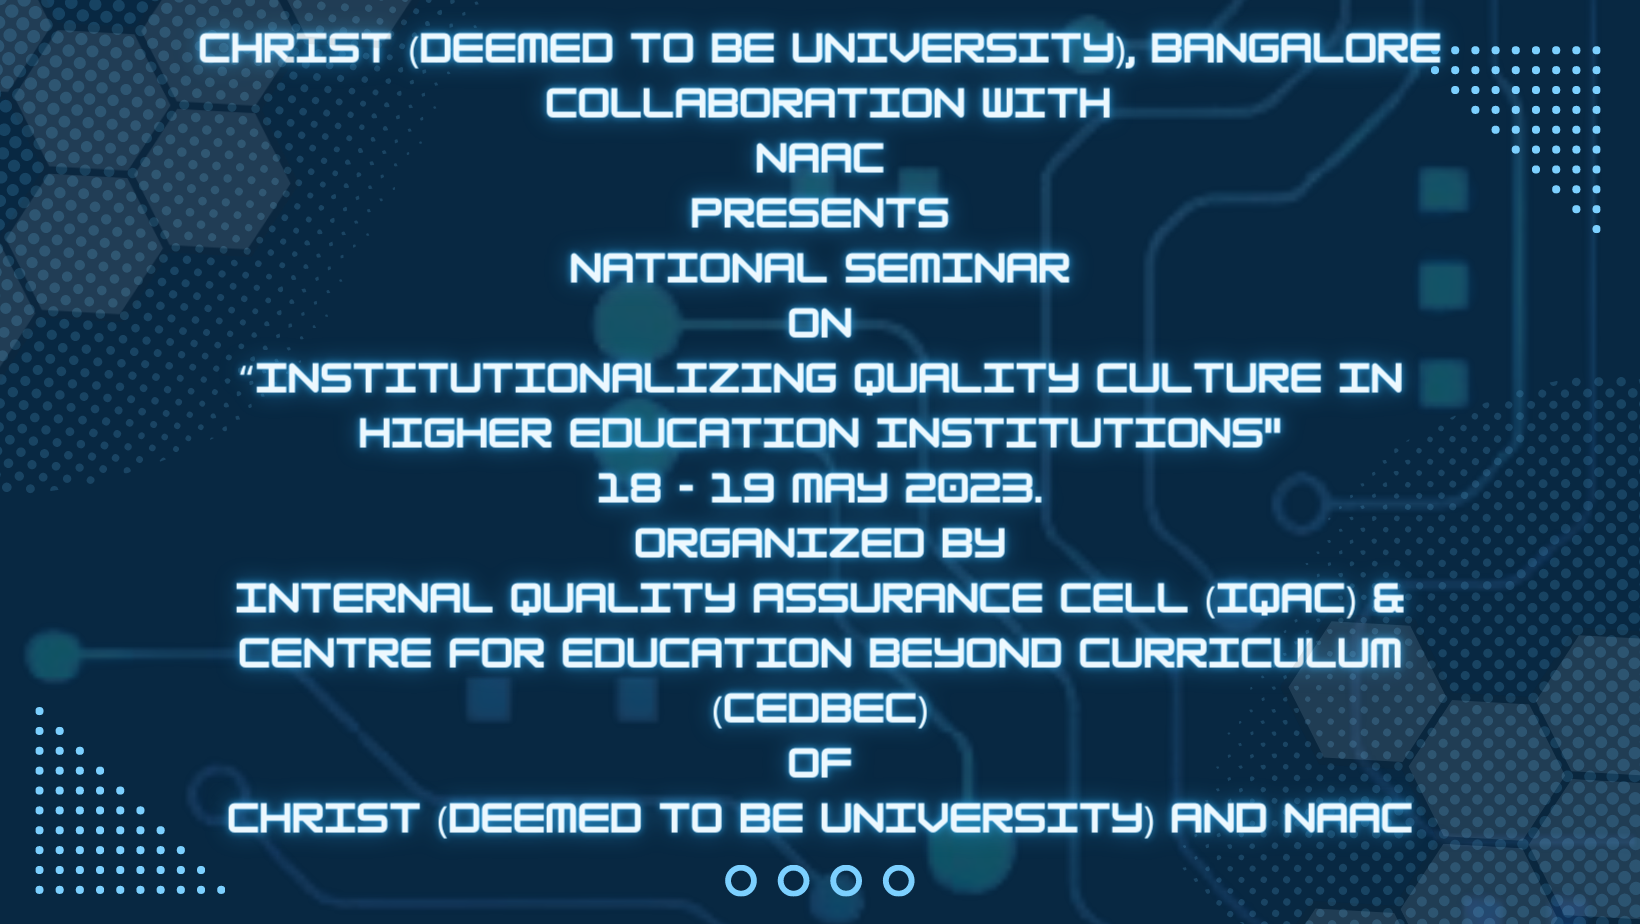 CHRIST (DEEMED TO BE UNIVERSITY), BANGALORE
COLLABORATION WITH
NAAC
PRESENTS
NATIONAL SEMINAR
ON
“INSTITUTIONALIZING QUALITY CULTURE IN
HIGHER EDUCATION INSTITUTIONS"
18 - 19 MAY 2023.
ORGANIZED BY
INTERNAL QUALITY ASSURANCE CELL (IQAC) &
CENTRE FOR EDUCATION BEYOND CURRICULUM
(CEDBEC)
OF
CHRIST (DEEMED TO BE UNIVERSITY) AND NAAC